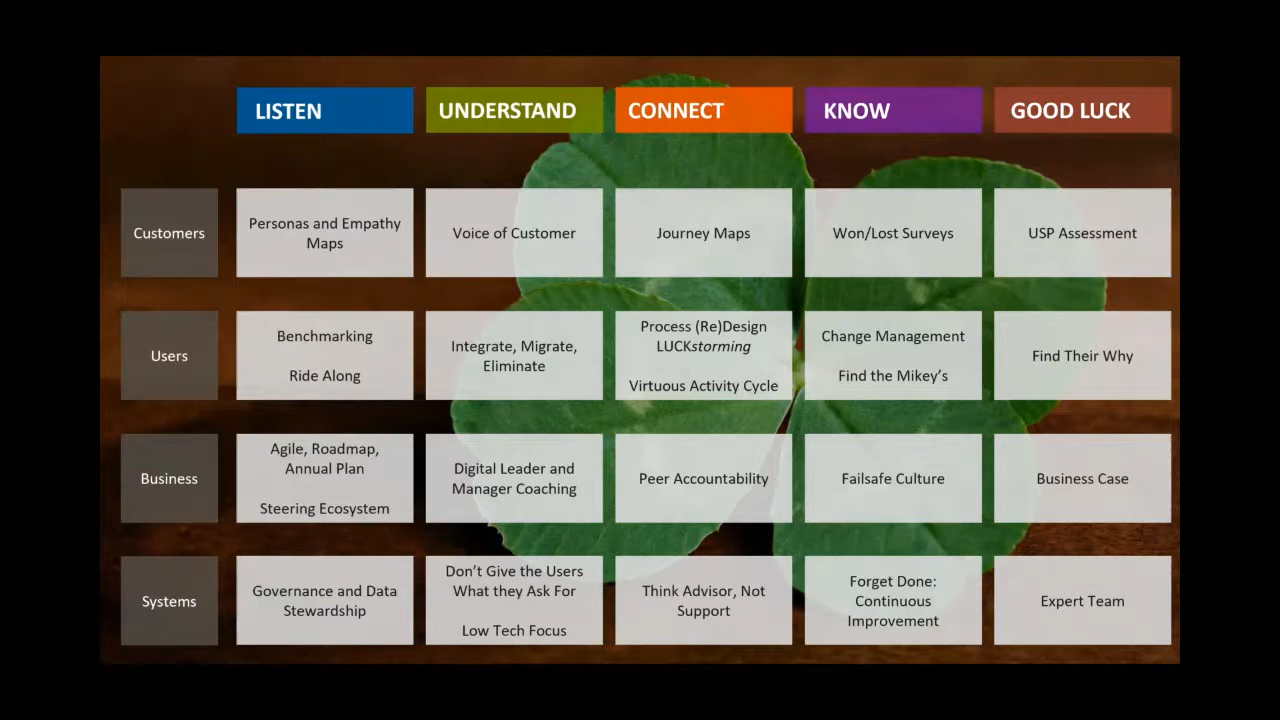 LISTEN
UNDERSTAND
CONNECT
KNOW
GOOD LUCK
Customers
Personas and Empathy
Maps
Voice of Customer
Journey Maps
Won/Lost Surveys
USP Assessment
Users
Benchmarking
Ride Along
Integrate, Migrate,
Eliminate
Process (Re)Design
LUCKstorming
Virtuous Activity Cycle
Change Management
Find the Mikey's
Find Their Why
Business
Agile, Roadmap,
Annual Plan
Steering Ecosystem
Digital Leader and
Manager Coaching
Peer Accountability
Failsafe Culture
Business Case
Systems
Governance and Data
Stewardship
Don't Give the Users
What they Ask For
Low Tech Focus
Think Advisor, Not
Support
Forget Done:
Continuous
Improvement
Expert Team